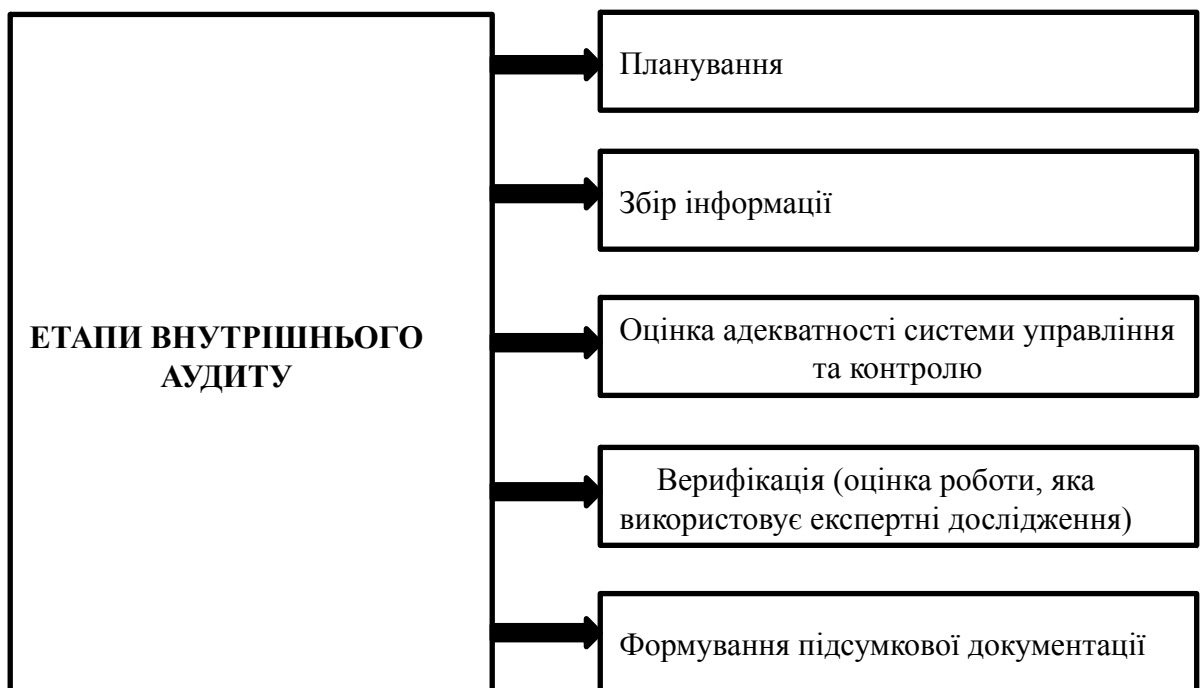 ЕТАПИ ВНУТРІШНЬОГО
АУДИТУ
Планування
Збір інформації
Оцінка адекватності системи управління
та контролю
Верифікація (оцінка роботи, яка
використовує експертні дослідження)
Формування підсумкової документації